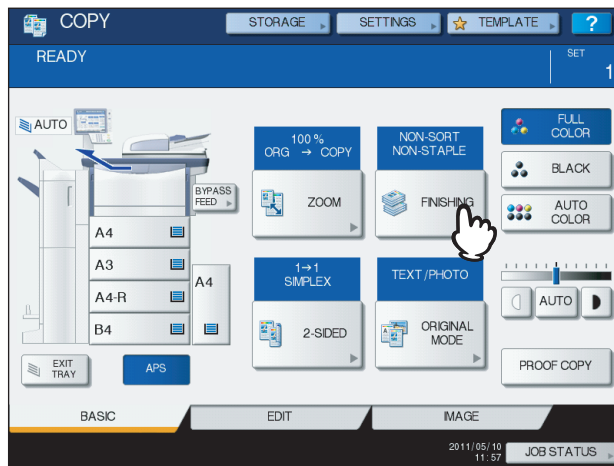 COPY
STORAGE
SETTINGS
TEMPLATE
?
READY
SET
1
AUTO
BYPASS
FEED
A4
A3
A4-R
B4
A4
EXIT
TRAY
APS
100 %
ORG → COPY
ZOOM
NON-SORT
NON-STAPLE
FINISHING
1→1
SIMPLEX
2-SIDED
TEXT/PHOTO
ORIGINAL
MODE
FULL
COLOR
BLACK
AUTO
COLOR
AUTO
PROOF COPY
BASIC
EDIT
IMAGE
2011/05/10
11:57
JOB STATUS